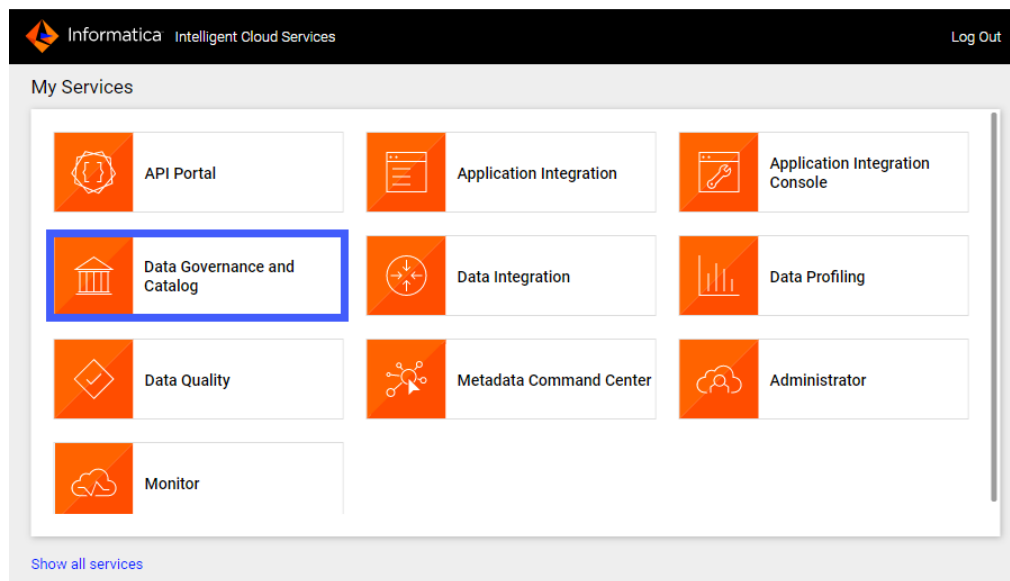 Informatica Intelligent Cloud Services
Log Out
My Services
API Portal
Application Integration
Application Integration
Console
Data Governance and
Catalog
Data Integration
Data Profiling
Data Quality
Metadata Command Center
Administrator
Monitor
Show all services